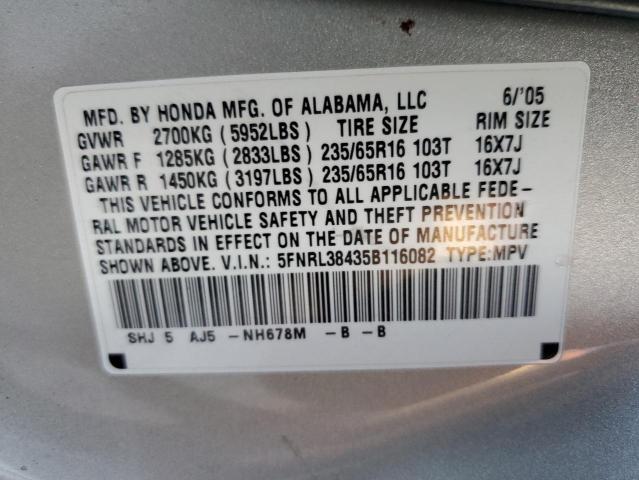 MFD. BY HONDA MFG. OF ALABAMA, LLC 6/'05
GVWR 2700KG (5952LBS) TIRE SIZE RIM SIZE
GAWR F 1285KG (2833LBS) 235/65R16 103T 16X7J
GAWR R 1450KG (3197LBS) 235/65R16 103T 16X7J
THIS VEHICLE CONFORMS TO ALL APPLICABLE FEDE-
RAL MOTOR VEHICLE SAFETY AND THEFT PREVENTION
STANDARDS IN EFFECT ON THE DATE OF MANUFACTURE
SHOWN ABOVE. V.I.N.: 5FNRL38435B116082 TYPE:MPV
SHJ 5 AJ5 -NH678M -B -B